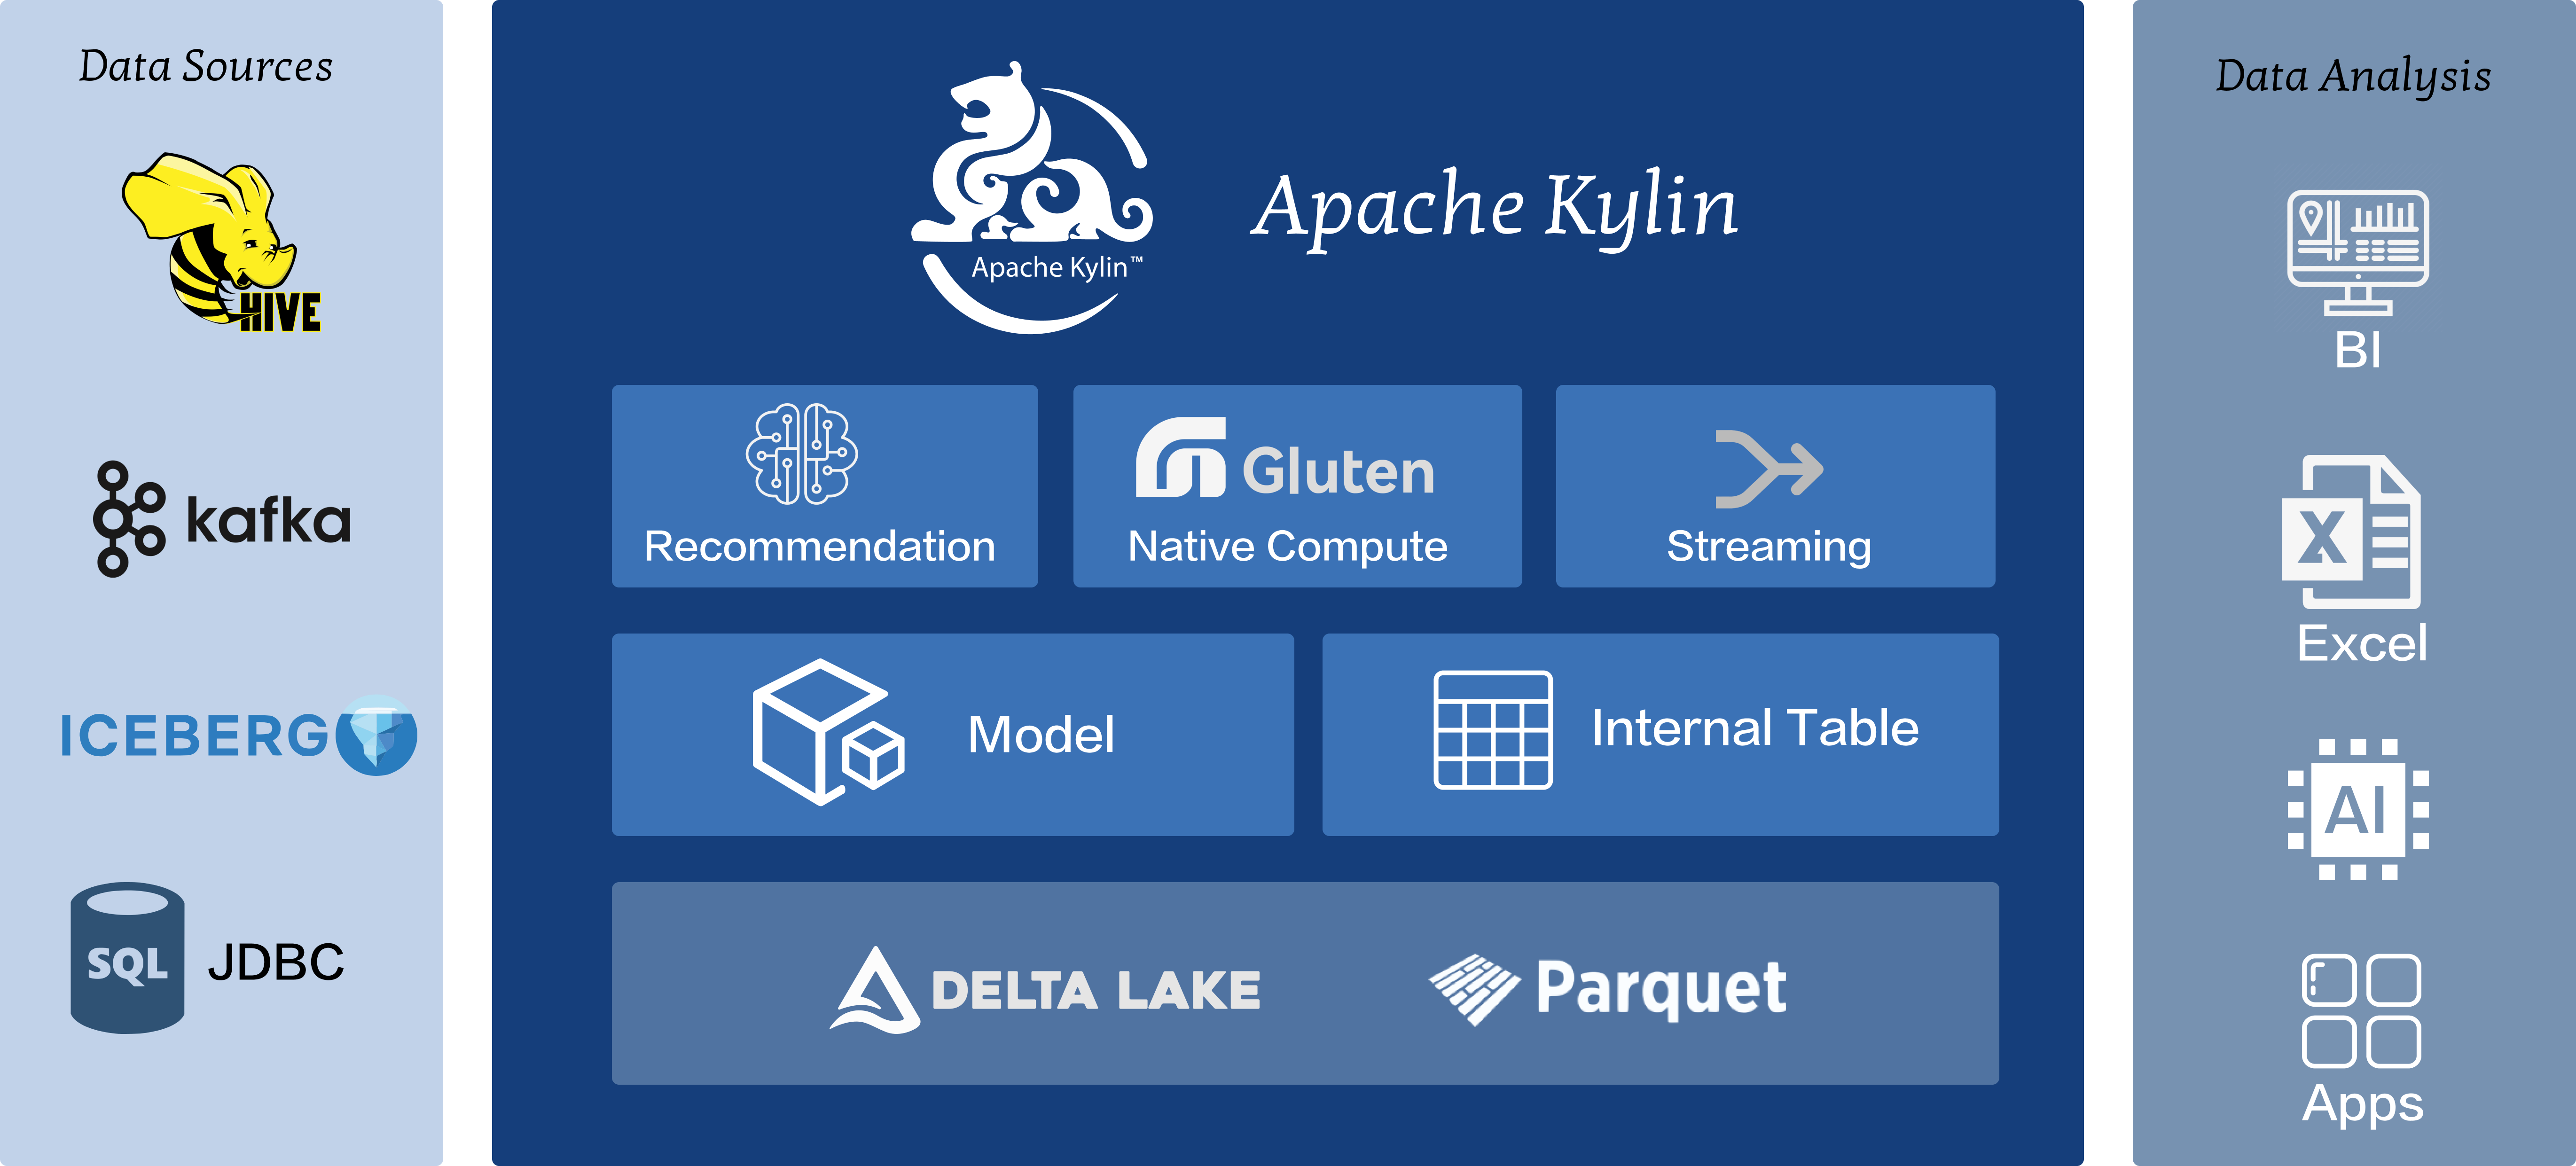 Data Sources
HIVE
kafka
ICEBERG
SQL
JDBC
Apache Kylin™
Apache Kylin
Gluten
Recommendation
Native Compute
Streaming
Model
Internal Table
DELTA LAKE
Parquet
Data Analysis
BI
X
Excel
AI
Apps